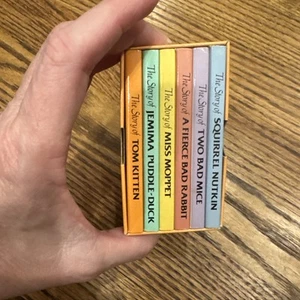 The Story of TOM KITTEN
The Story of JEMIMA PUDDLE-DUCK
The Story of MISS MOPPET
The Story of A FIERCE BAD RABBIT
The Story of TWO BAD MICE
The Story of SQUIRREL NUTKIN